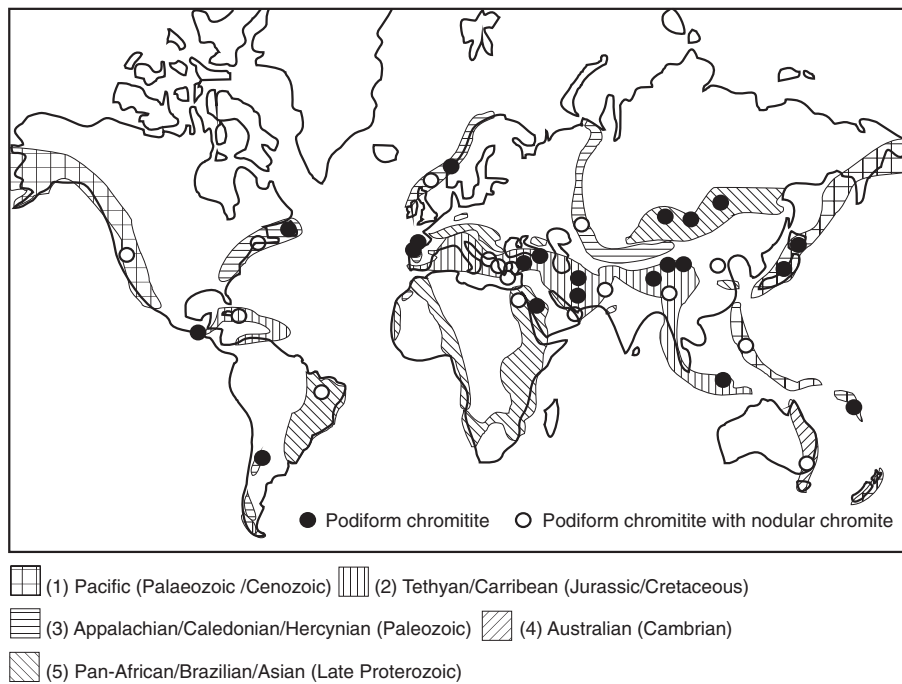 Podiform chromitite Podiform chromitite with nodular chromite
(1) Pacific (Palaeozoic /Cenozoic) (2) Tethyan/Carribean (Jurassic/Cretaceous)
(3) Appalachian/Caledonian/Hercynian (Paleozoic) (4) Australian (Cambrian)
(5) Pan-African/Brazilian/Asian (Late Proterozoic)